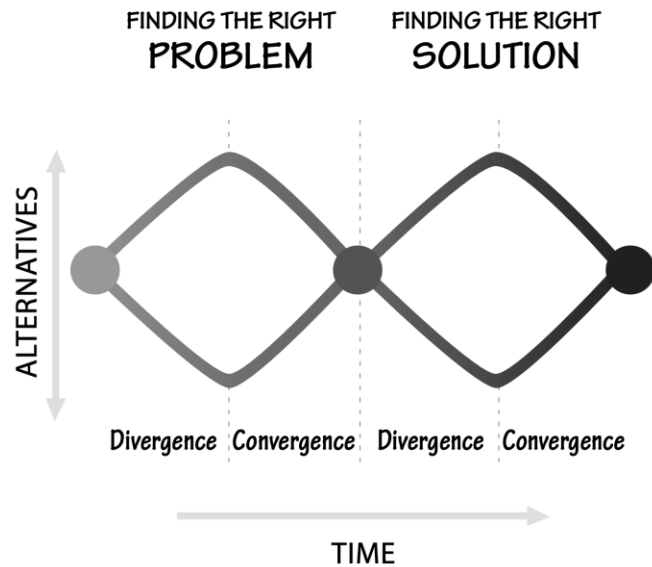 FINDING THE RIGHT
PROBLEM
FINDING THE RIGHT
SOLUTION
ALTERNATIVES
Divergence
Convergence
Divergence
Convergence
TIME